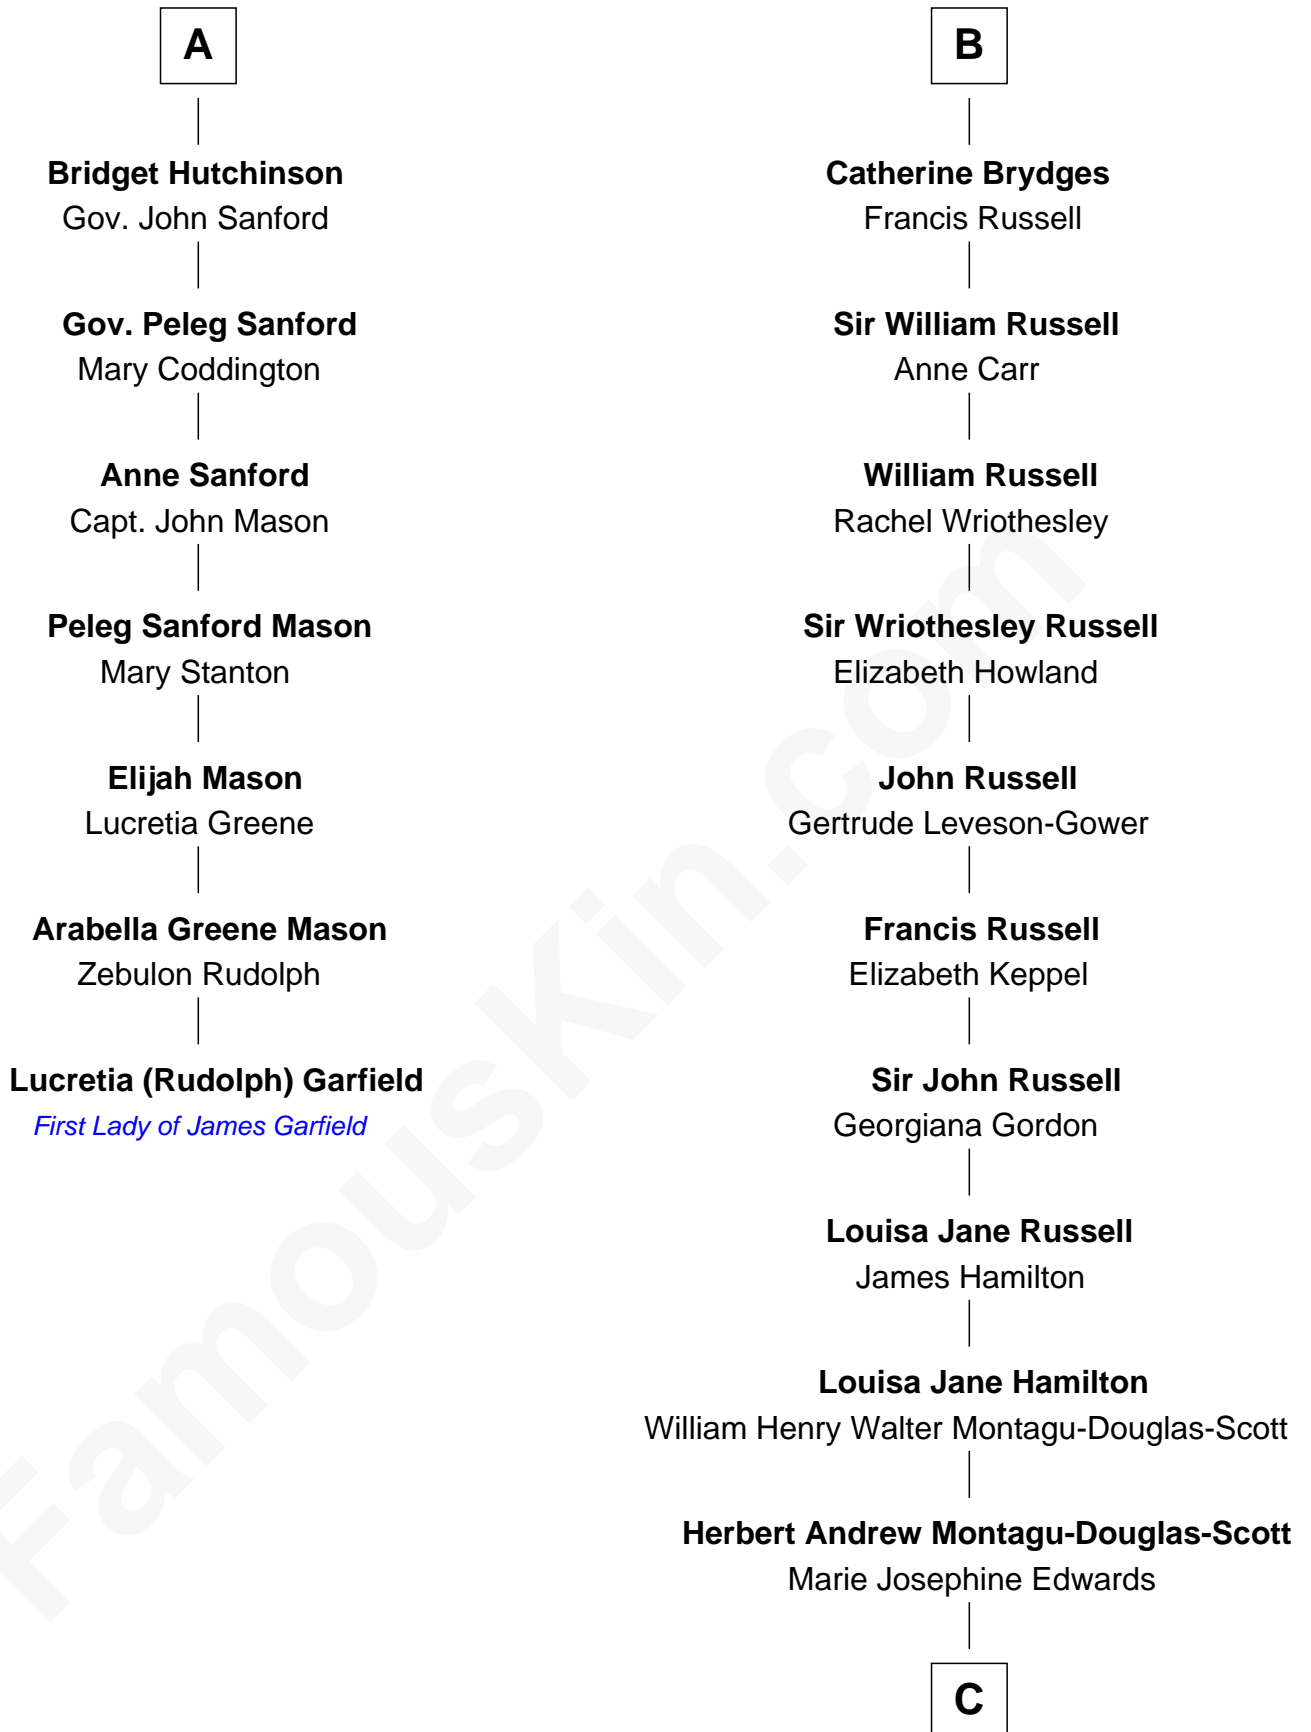 A
Bridget Hutchinson
Gov. John Sanford
Gov. Peleg Sanford
Mary Coddington
Anne Sanford
Capt. John Mason
Peleg Sanford Mason
Mary Stanton
Elijah Mason
Lucretia Greene
Arabella Greene Mason
Zebulon Rudolph
Lucretia (Rudolph) Garfield
First Lady of James Garfield
B
Catherine Brydges
Francis Russell
Sir William Russell
Anne Carr
William Russell
Rachel Wriothesley
Sir Wriothesley Russell
Elizabeth Howland
John Russell
Gertrude Leveson-Gower
Francis Russell
Elizabeth Keppel
Sir John Russell
Georgiana Gordon
Louisa Jane Russell
James Hamilton
Louisa Jane Hamilton
William Henry Walter Montagu-Douglas-Scott
Herbert Andrew Montagu-Douglas-Scott
Marie Josephine Edwards
C
FamousKin.com